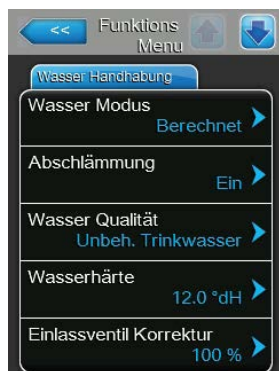 <<
Funktions
Menu
Wasser Handhabung
Wasser Modus
Berechnet
Abschlämmung
Ein
Wasser Qualität
Unbeh. Trinkwasser
Wasserhärte
12.0 °dH
Einlassventil Korrektur
100 %